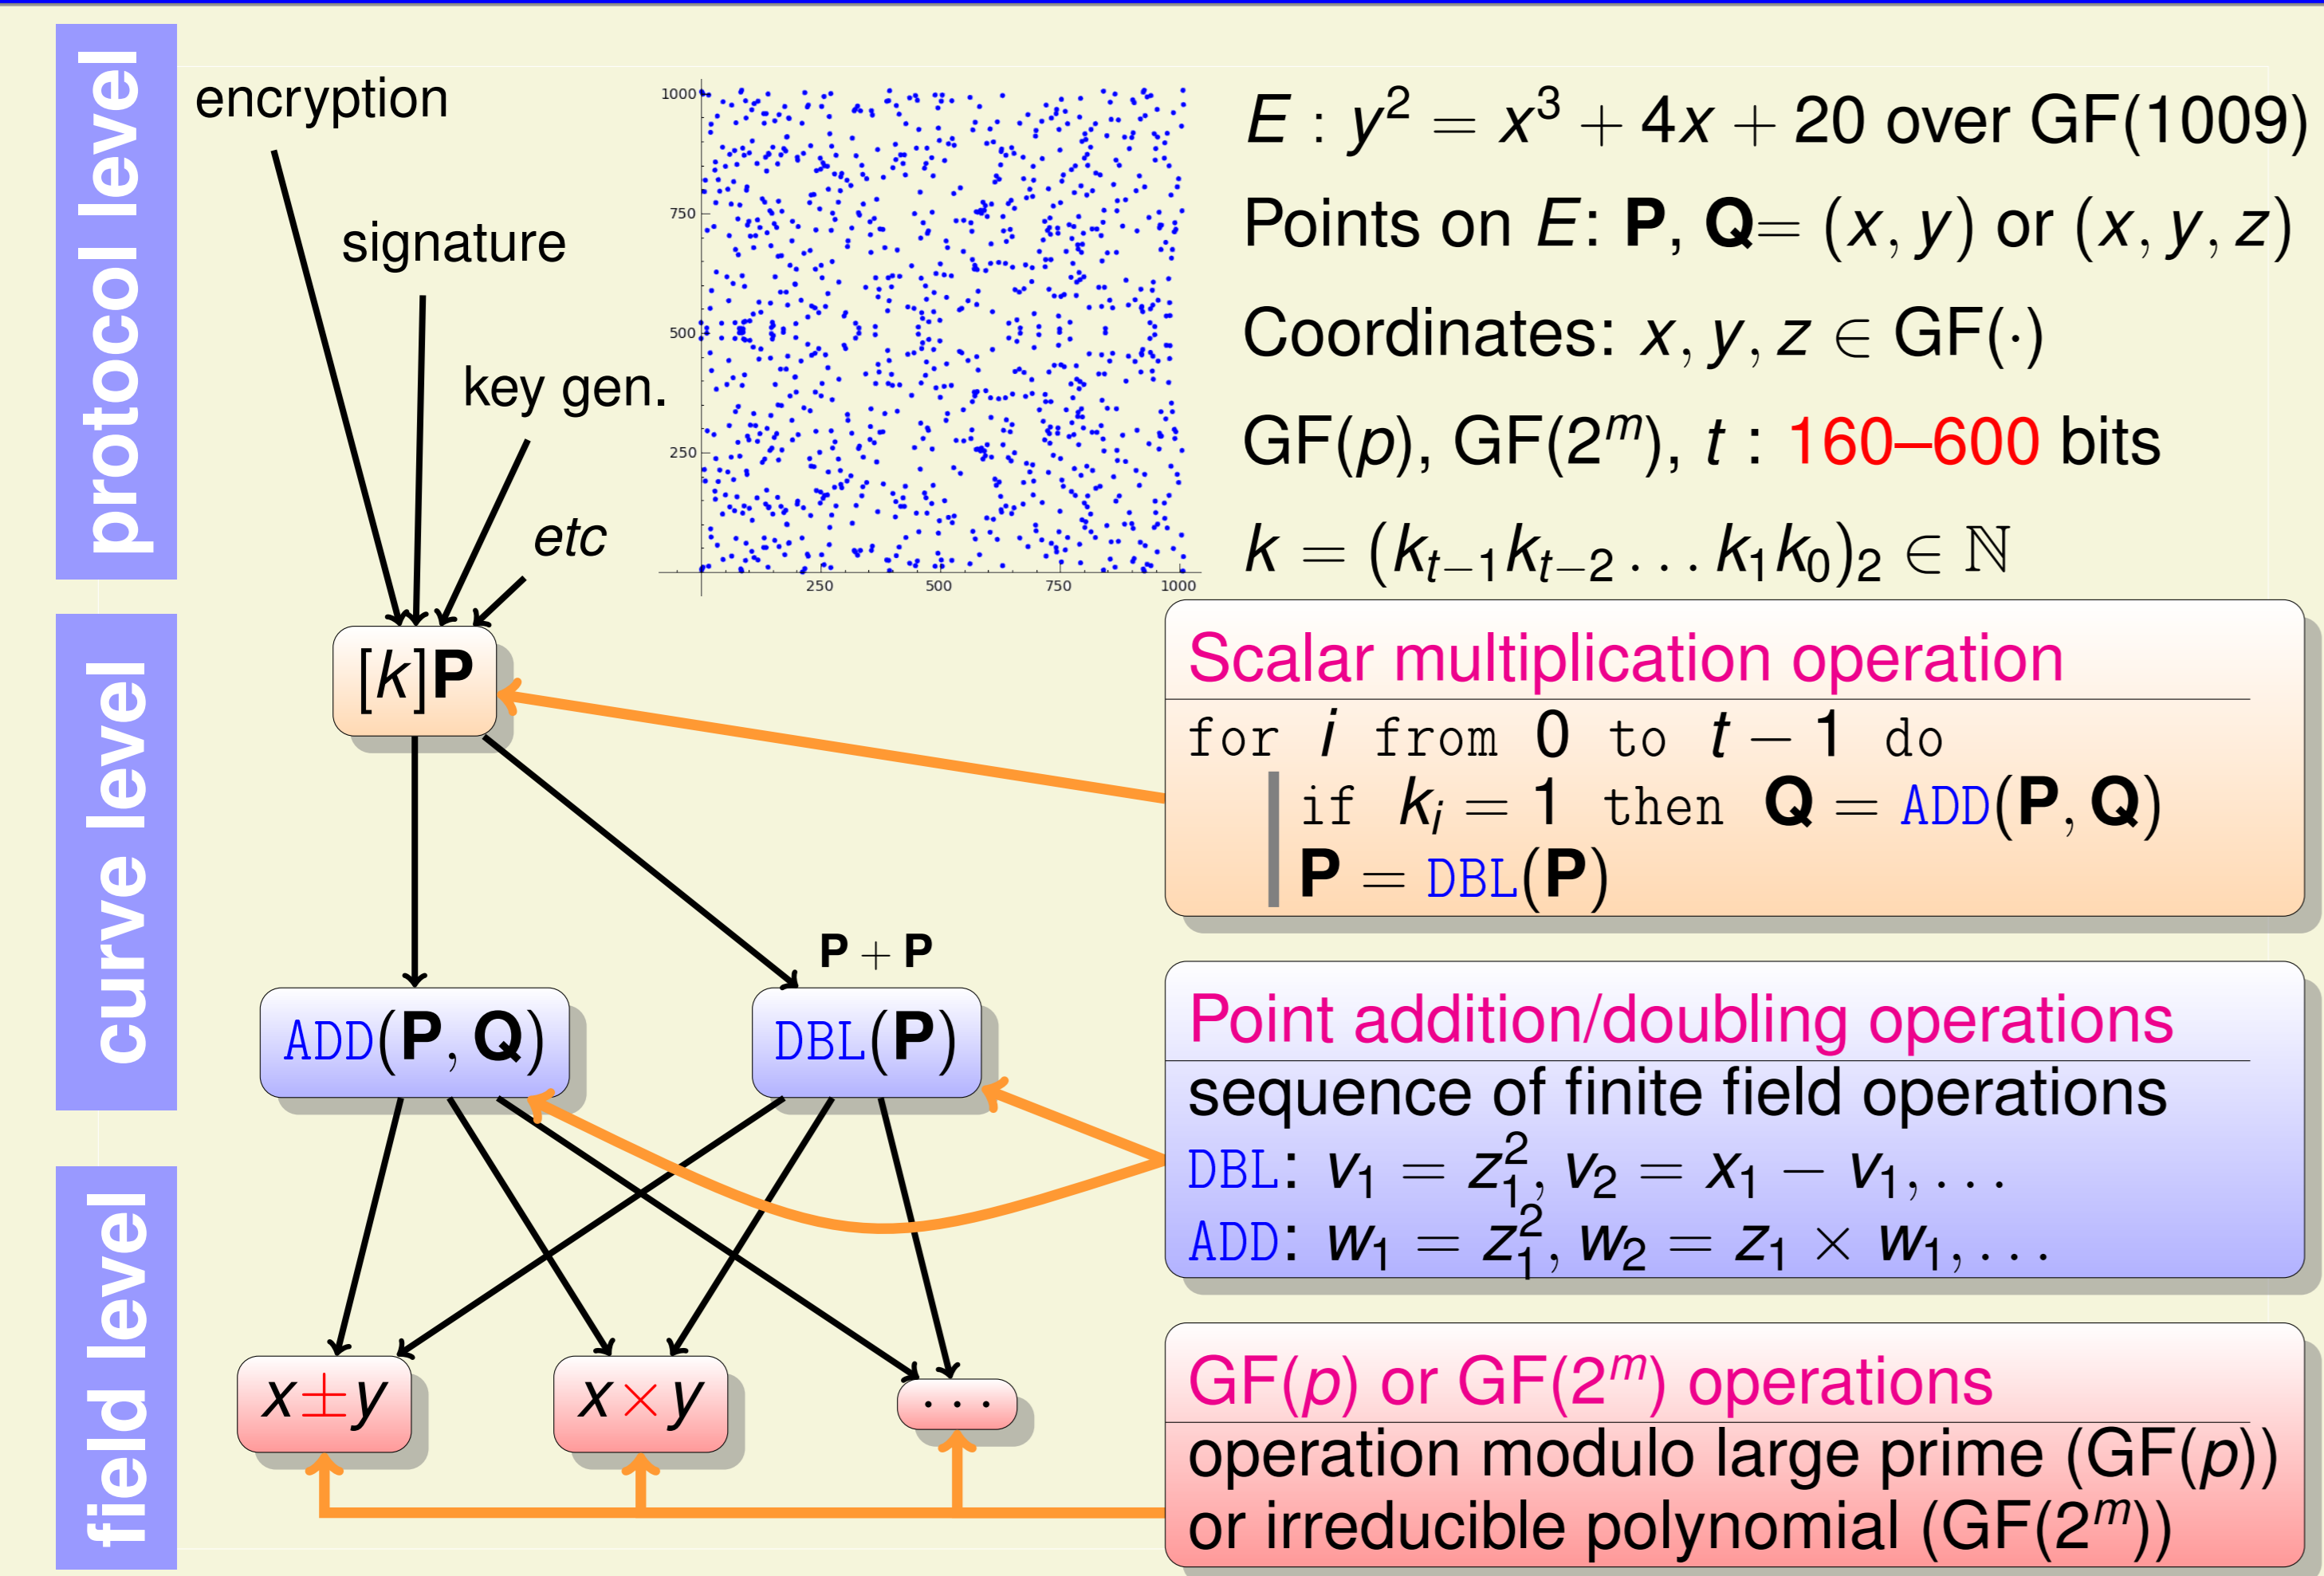 protocol level
encryption
signature
key gen.
etc
1000
750
500
250
250 500 750 1000
E : y² = x³ + 4x + 20 over GF(1009)
Points on E: P, Q= (x, y) or (x, y, z)
Coordinates: x, y, z ∈ GF(·)
GF(p), GF(2ᵐ), t : 160–600 bits
k = (kₜ₋₁kₜ₋₂ . . . k₁k₀)₂ ∈ ℕ
curve level
[k]P
Scalar multiplication operation
for i from 0 to t − 1 do
if kᵢ = 1 then Q = ADD(P, Q)
P = DBL(P)
P + P
ADD(P, Q)
DBL(P)
Point addition/doubling operations
sequence of finite field operations
DBL: v₁ = z₁², v₂ = x₁ − v₁, . . .
ADD: w₁ = z₁², w₂ = z₁ × w₁, . . .
field level
x±y
x×y
· · ·
GF(p) or GF(2ᵐ) operations
operation modulo large prime (GF(p))
or irreducible polynomial (GF(2ᵐ))